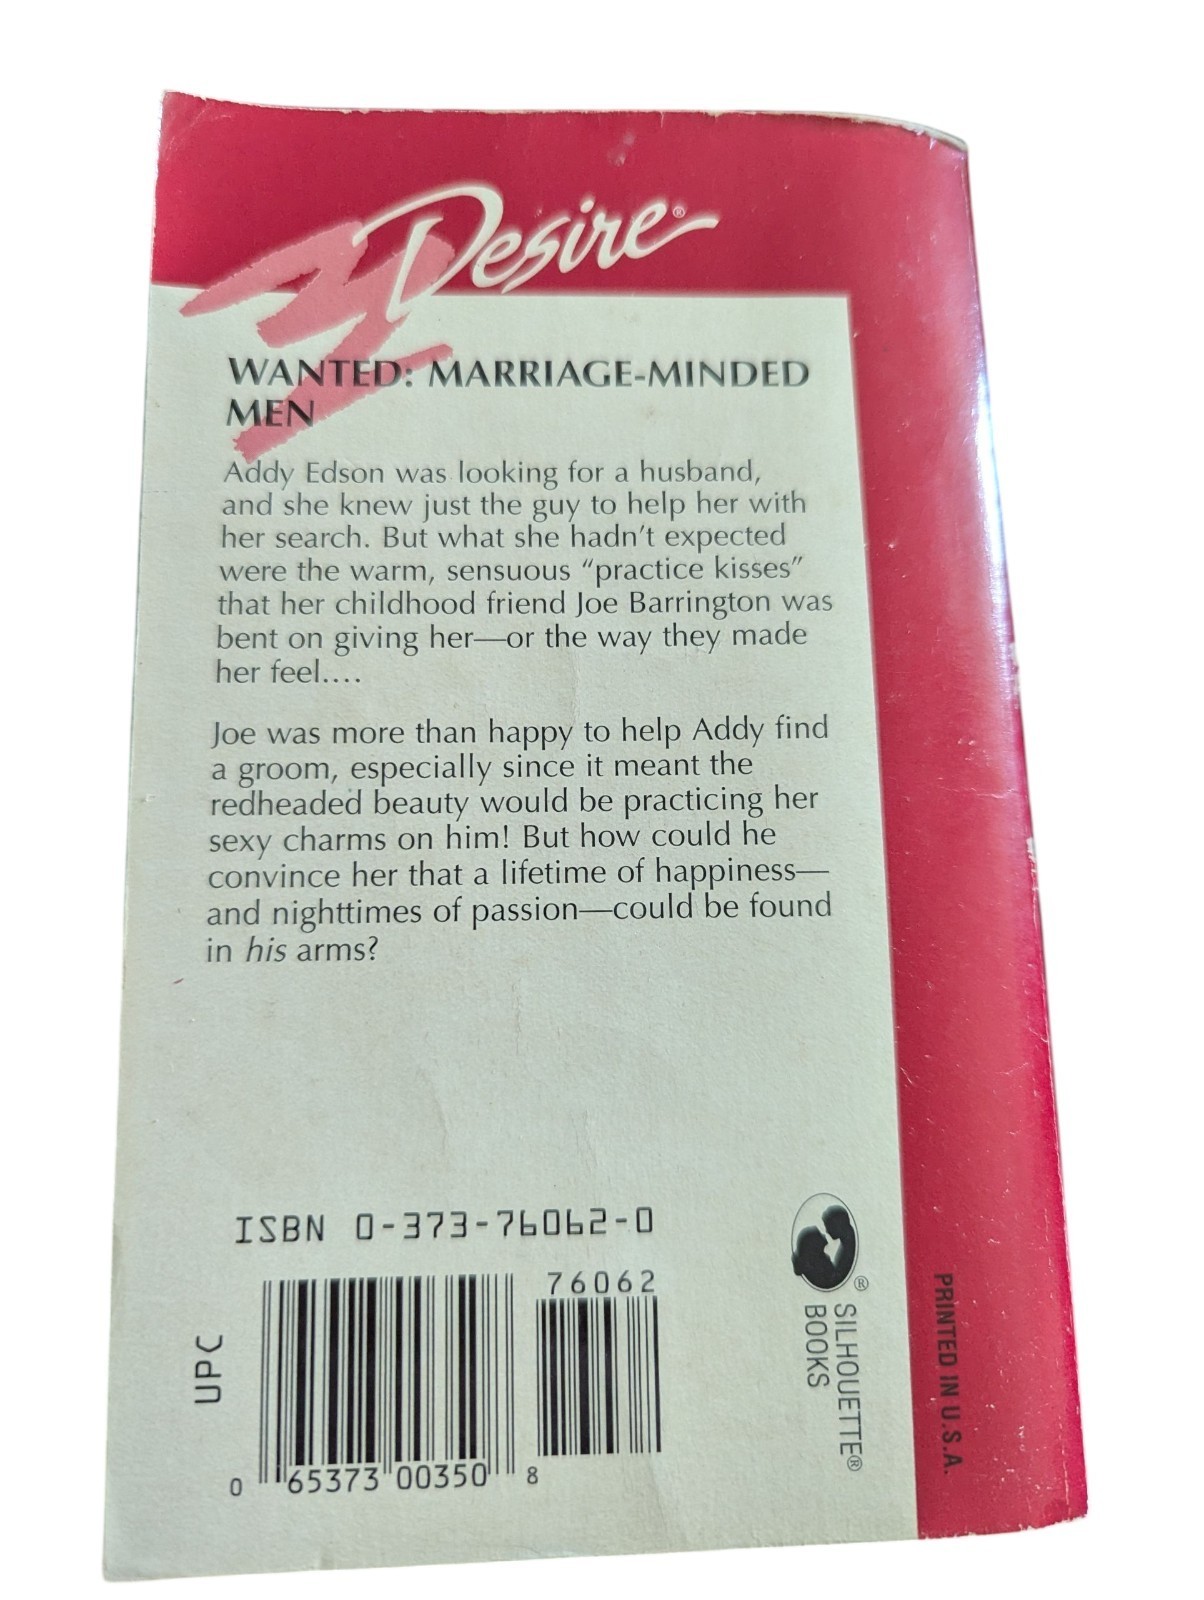 Desire®
WANTED: MARRIAGE-MINDED
MEN
Addy Edson was looking for a husband,
and she knew just the guy to help her with
her search. But what she hadn't expected
were the warm, sensuous "practice kisses"
that her childhood friend Joe Barrington was
bent on giving her—or the way they made
her feel....
Joe was more than happy to help Addy find
a groom, especially since it meant the
redheaded beauty would be practicing her
sexy charms on him! But how could he
convince her that a lifetime of happiness—
and nighttimes of passion—could be found
in his arms?
ISBN 0-373-76062-0
76062
UPC
0 65373 00350 8
®
SILHOUETTE®
BOOKS
PRINTED IN U.S.A.